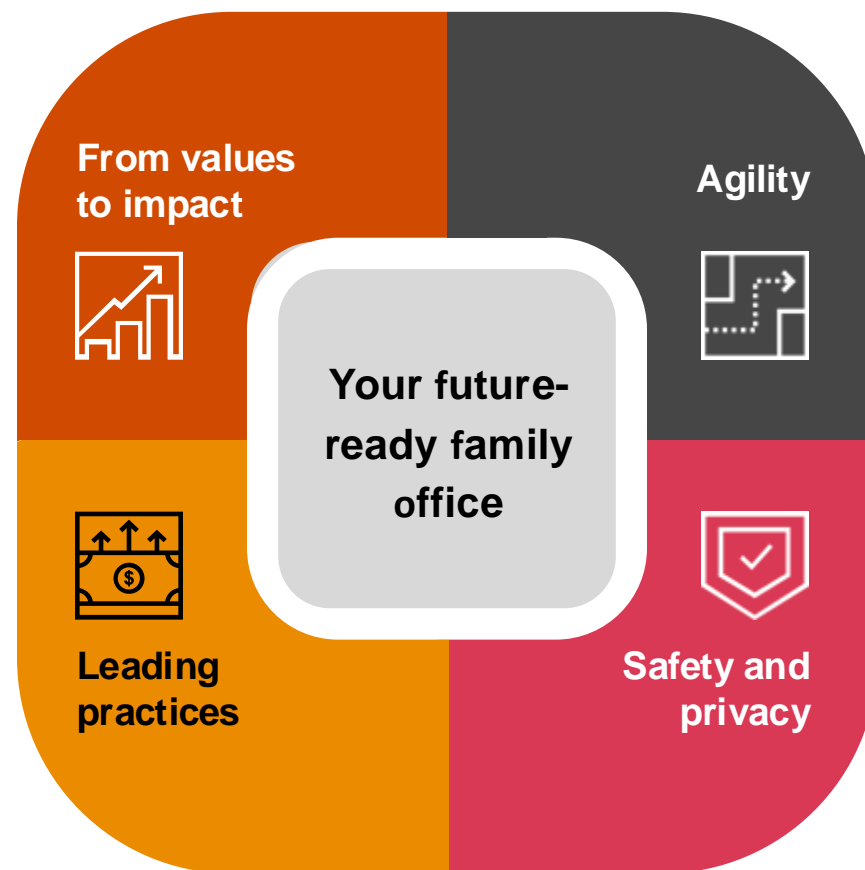 From values
to impact
Agility
Your future-
ready family
office
$
Leading
practices
Safety and
privacy